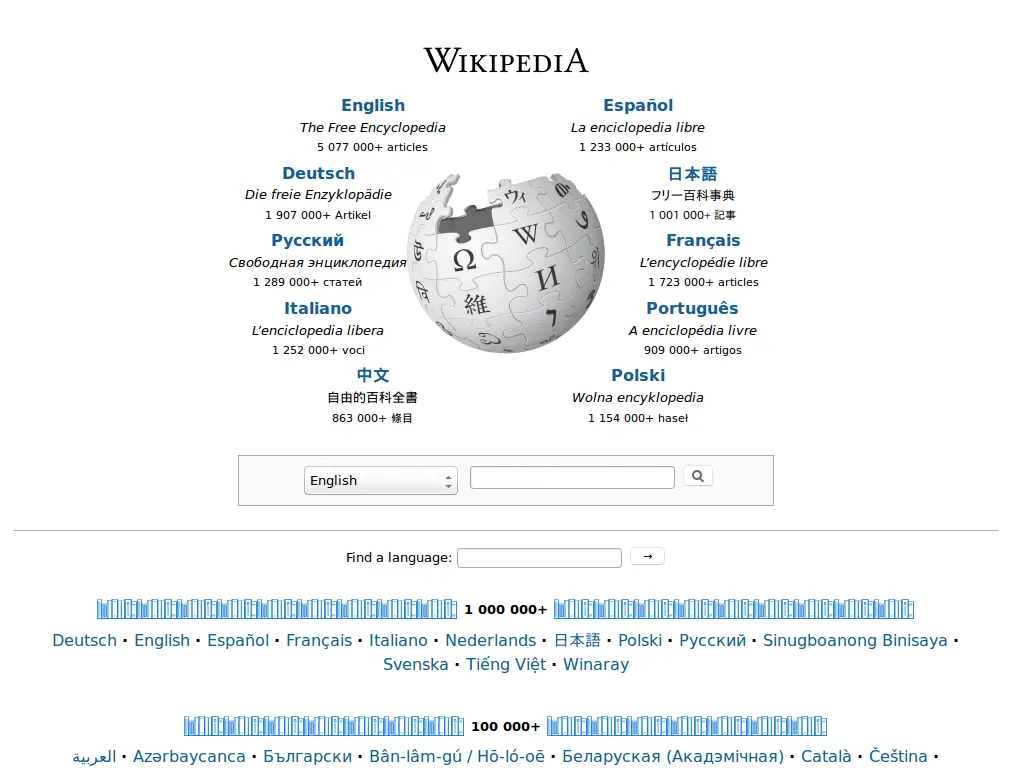 WIKIPEDIA
English
The Free Encyclopedia
5 077 000+ articles
Español
La enciclopedia libre
1 233 000+ artículos
Deutsch
Die freie Enzyklopädie
1 907 000+ Artikel
日本語
フリー百科事典
1 001 000+ 記事
Русский
Свободная энциклопедия
1 289 000+ статей
Français
L'encyclopédie libre
1 723 000+ articles
Italiano
L'enciclopedia libera
1 252 000+ voci
Português
A enciclopédia livre
909 000+ artigos
中文
自由的百科全書
863 000+ 條目
Polski
Wolna encyklopedia
1 154 000+ haseł
ウィ
W
Ω
И
維
English
Find a language: →
1 000 000+
Deutsch · English · Español · Français · Italiano · Nederlands · 日本語 · Polski · Русский · Sinugboanong Binisaya ·
Svenska · Tiếng Việt · Winaray
100 000+
العربية · Azərbaycanca · Български · Bân-lâm-gú / Hō-ló-oē · Беларуская (Акадэмічная) · Català · Čeština ·